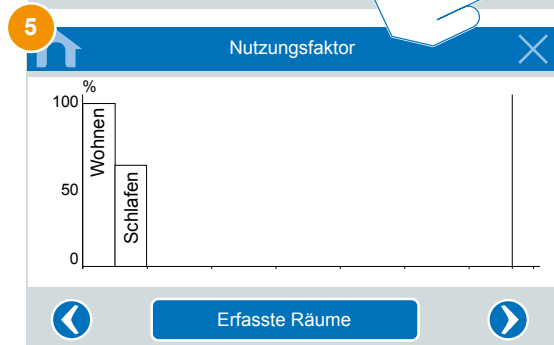 5
Nutzungsfaktor
%
100
Wohnen
50
Schlafen
0
Erfasste Räume